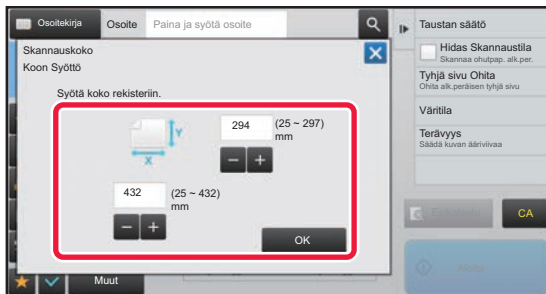 Osoitekirja
Osoite
Paina ja syötä osoite
Taustan säätö
Skannauskoko
Koon Syöttö
Hidas Skannaustila
Skannaa ohutpap. alk.per.
Tyhjä sivu Ohita
Ohita alk.peräisen tyhjä sivu
Syötä koko rekisteriin.
Väritila
Terävyys
Säädä kuvan ääriviivaa
Y
X
294
(25 ~ 297)
mm
432
(25 ~ 432)
mm
OK
CA
Muut